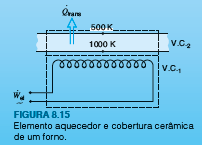 Q̇trans
500 K
1000 K
V.C.-2
V.C.-1
Ẇel
FIGURA 8.15
Elemento aquecedor e cobertura cerâmica
de um forno.